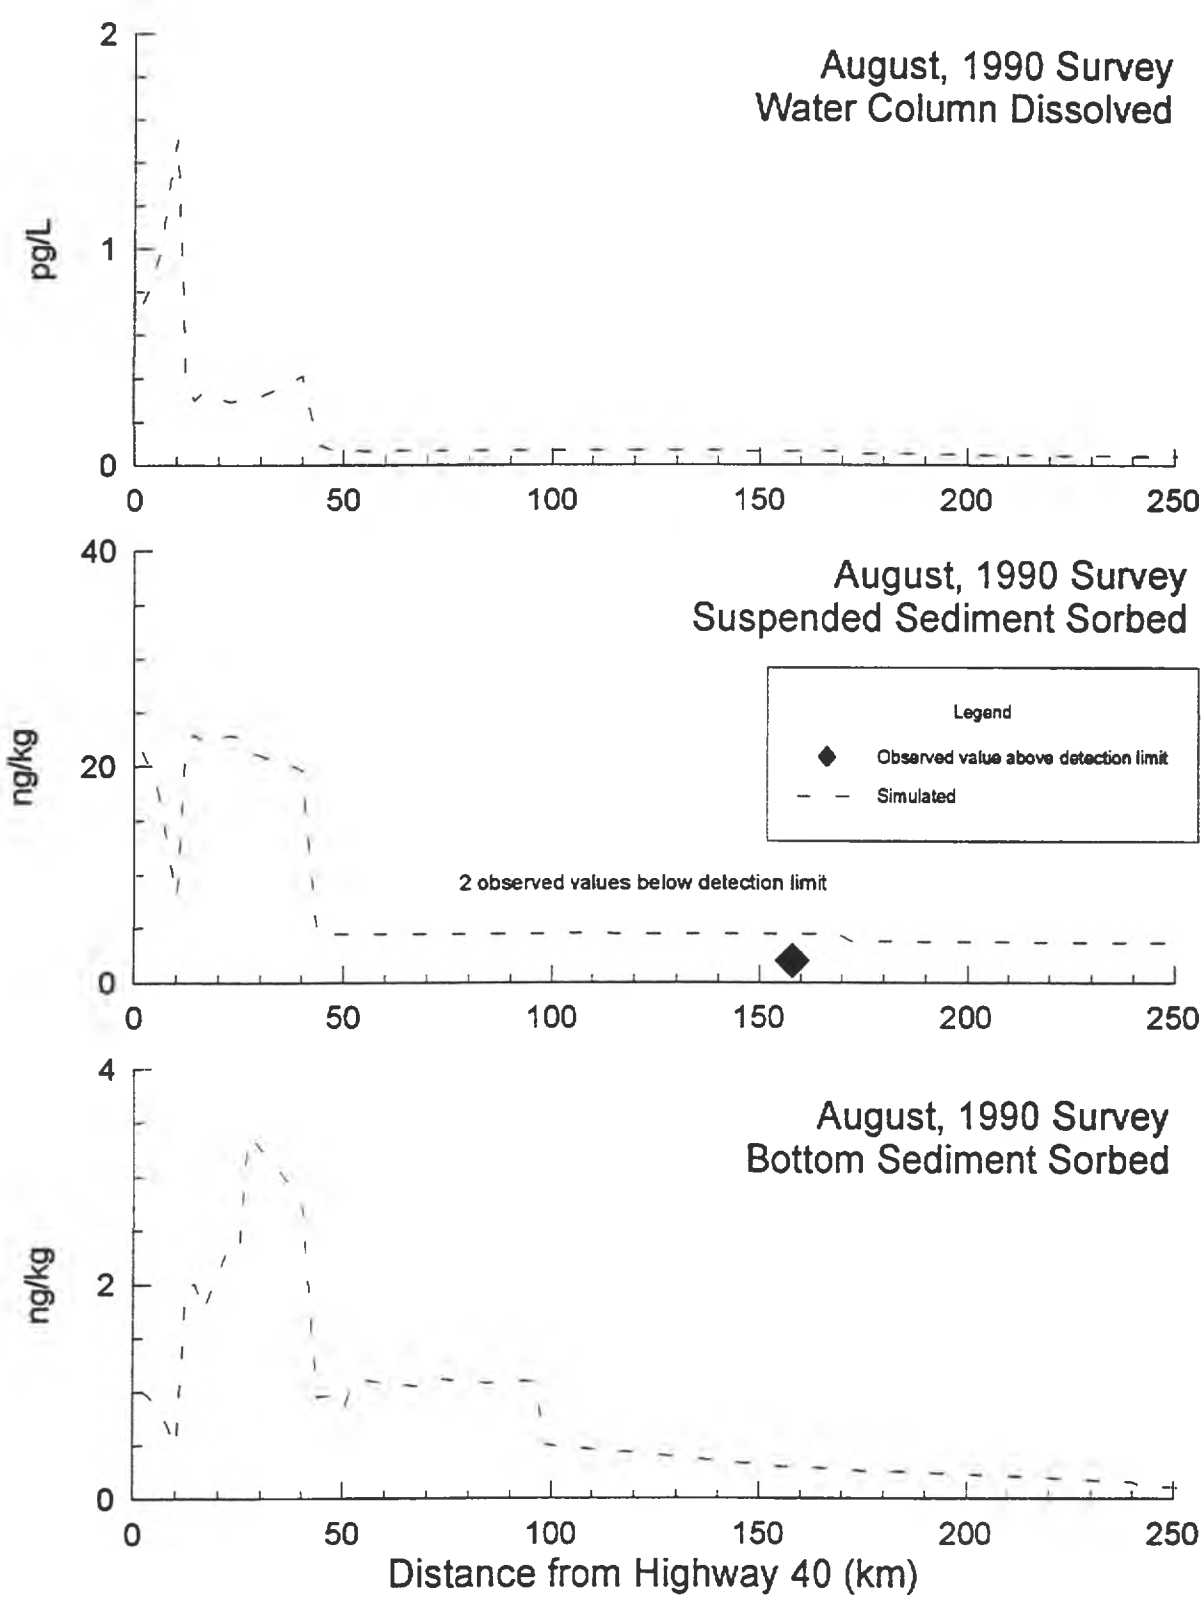 August, 1990 Survey
Water Column Dissolved
2
1
0
pg/L
0 50 100 150 200 250
August, 1990 Survey
Suspended Sediment Sorbed
40
20
0
ng/kg
Legend
Observed value above detection limit
Simulated
2 observed values below detection limit
0 50 100 150 200 250
August, 1990 Survey
Bottom Sediment Sorbed
4
2
0
ng/kg
0 50 100 150 200 250
Distance from Highway 40 (km)